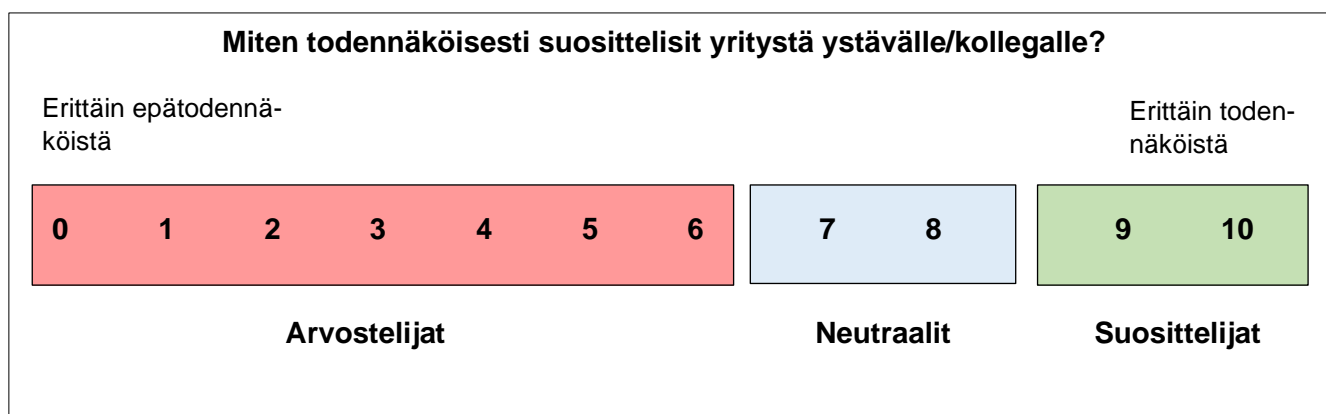 Miten todennäköisesti suosittelisit yritystä ystävälle/kollegalle?
Erittäin epätodennä-
köistä
Erittäin toden-
näköistä
0 1 2 3 4 5 6 7 8 9 10
Arvostelijat Neutraalit Suosittelijat